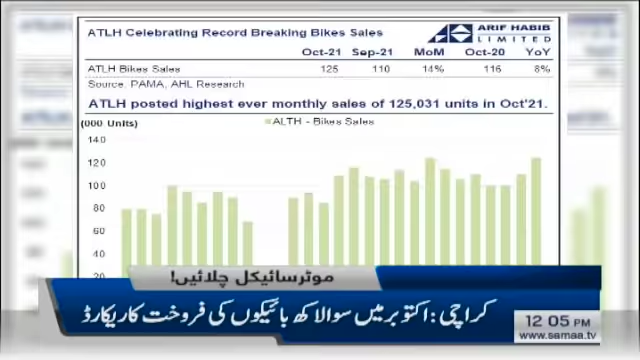 ATLH Celebrating Record Breaking Bikes Sales
ARIF HABIB
LIMITED
Oct-21 Sep-21 MoM Oct-20 YoY
ATLH Bikes Sales 125 110 14% 116 8%
Source: PAMA, AHL Research
ATLH posted highest ever monthly sales of 125,031 units in Oct'21.
(000 Units)
ALTH - Bikes Sales
140
120
100
80
60
40
20
موٹرسائیکل چلائیں!
کراچی: اکتوبر میں سوا لاکھ بائیکوں کی فروخت کا ریکارڈ
12:05 PM
www.samaa.tv